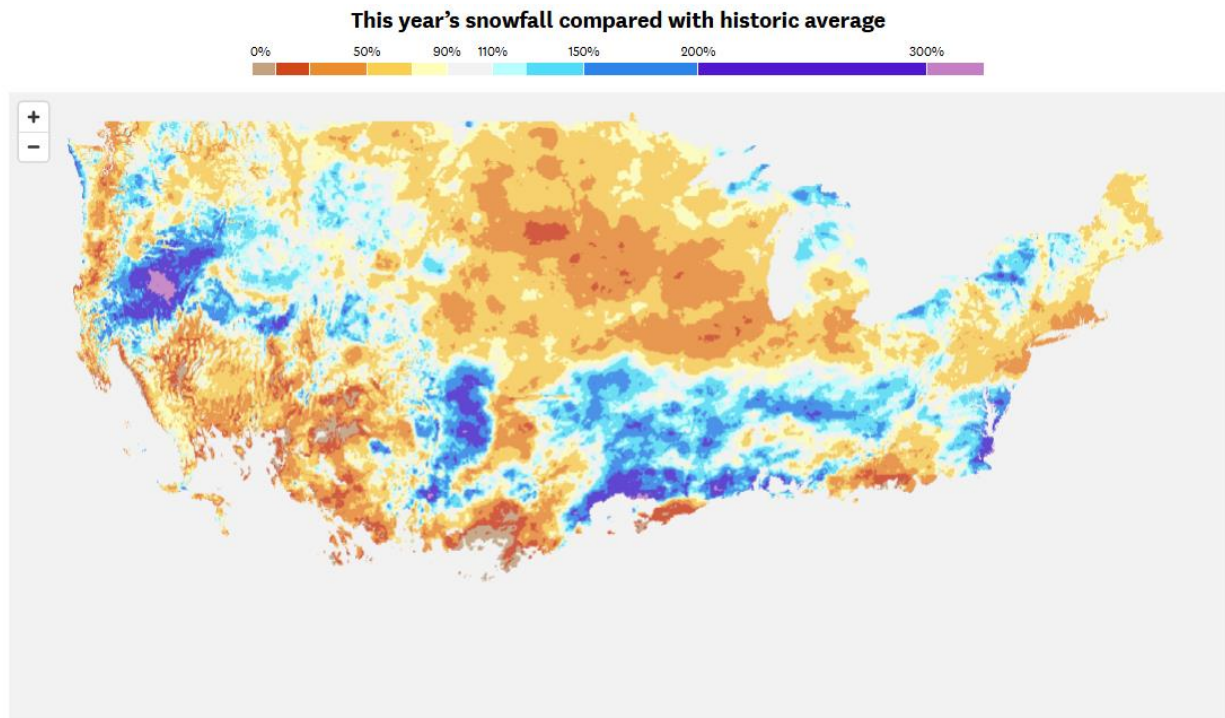 This year’s snowfall compared with historic average
0% 50% 90% 110% 150% 200% 300%
+
−